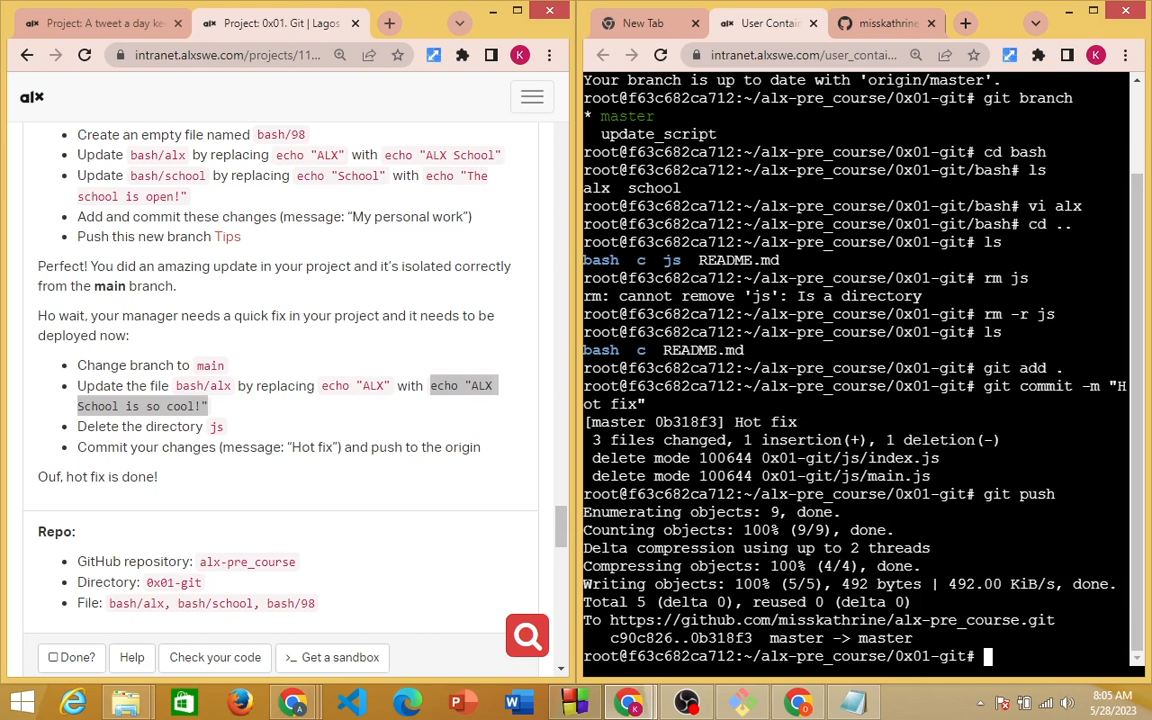 Project: A tweet a day kee
Project: 0x01. Git | Lagos
intranet.alxswe.com/projects/11...
K
alx
Create an empty file named bash/98
Update bash/alx by replacing echo "ALX" with echo "ALX School"
Update bash/school by replacing echo "School" with echo "The
school is open!"
Add and commit these changes (message: “My personal work”)
Push this new branch Tips
Perfect! You did an amazing update in your project and it’s isolated correctly
from the main branch.
Ho wait, your manager needs a quick fix in your project and it needs to be
deployed now:
Change branch to main
Update the file bash/alx by replacing echo "ALX" with echo "ALX
School is so cool!"
Delete the directory js
Commit your changes (message: “Hot fix”) and push to the origin
Ouf, hot fix is done!
Repo:
GitHub repository: alx-pre_course
Directory: 0x01-git
File: bash/alx, bash/school, bash/98
Done?
Help
Check your code
>_ Get a sandbox
New Tab
User Contain
misskathrine
intranet.alxswe.com/user_contai...
K
Your branch is up to date with 'origin/master'.
root@f63c682ca712:~/alx-pre_course/0x01-git# git branch
* master
update_script
root@f63c682ca712:~/alx-pre_course/0x01-git# cd bash
root@f63c682ca712:~/alx-pre_course/0x01-git/bash# ls
alx school
root@f63c682ca712:~/alx-pre_course/0x01-git/bash# vi alx
root@f63c682ca712:~/alx-pre_course/0x01-git/bash# cd ..
root@f63c682ca712:~/alx-pre_course/0x01-git# ls
bash c js README.md
root@f63c682ca712:~/alx-pre_course/0x01-git# rm js
rm: cannot remove 'js': Is a directory
root@f63c682ca712:~/alx-pre_course/0x01-git# rm -r js
root@f63c682ca712:~/alx-pre_course/0x01-git# ls
bash c README.md
root@f63c682ca712:~/alx-pre_course/0x01-git# git add .
root@f63c682ca712:~/alx-pre_course/0x01-git# git commit -m "H
ot fix"
[master 0b318f3] Hot fix
3 files changed, 1 insertion(+), 1 deletion(-)
delete mode 100644 0x01-git/js/index.js
delete mode 100644 0x01-git/js/main.js
root@f63c682ca712:~/alx-pre_course/0x01-git# git push
Enumerating objects: 9, done.
Counting objects: 100% (9/9), done.
Delta compression using up to 2 threads
Compressing objects: 100% (4/4), done.
Writing objects: 100% (5/5), 492 bytes | 492.00 KiB/s, done.
Total 5 (delta 0), reused 0 (delta 0)
To https://github.com/misskathrine/alx-pre_course.git
c90c826..0b318f3 master -> master
root@f63c682ca712:~/alx-pre_course/0x01-git#
8:05 AM
5/28/2023